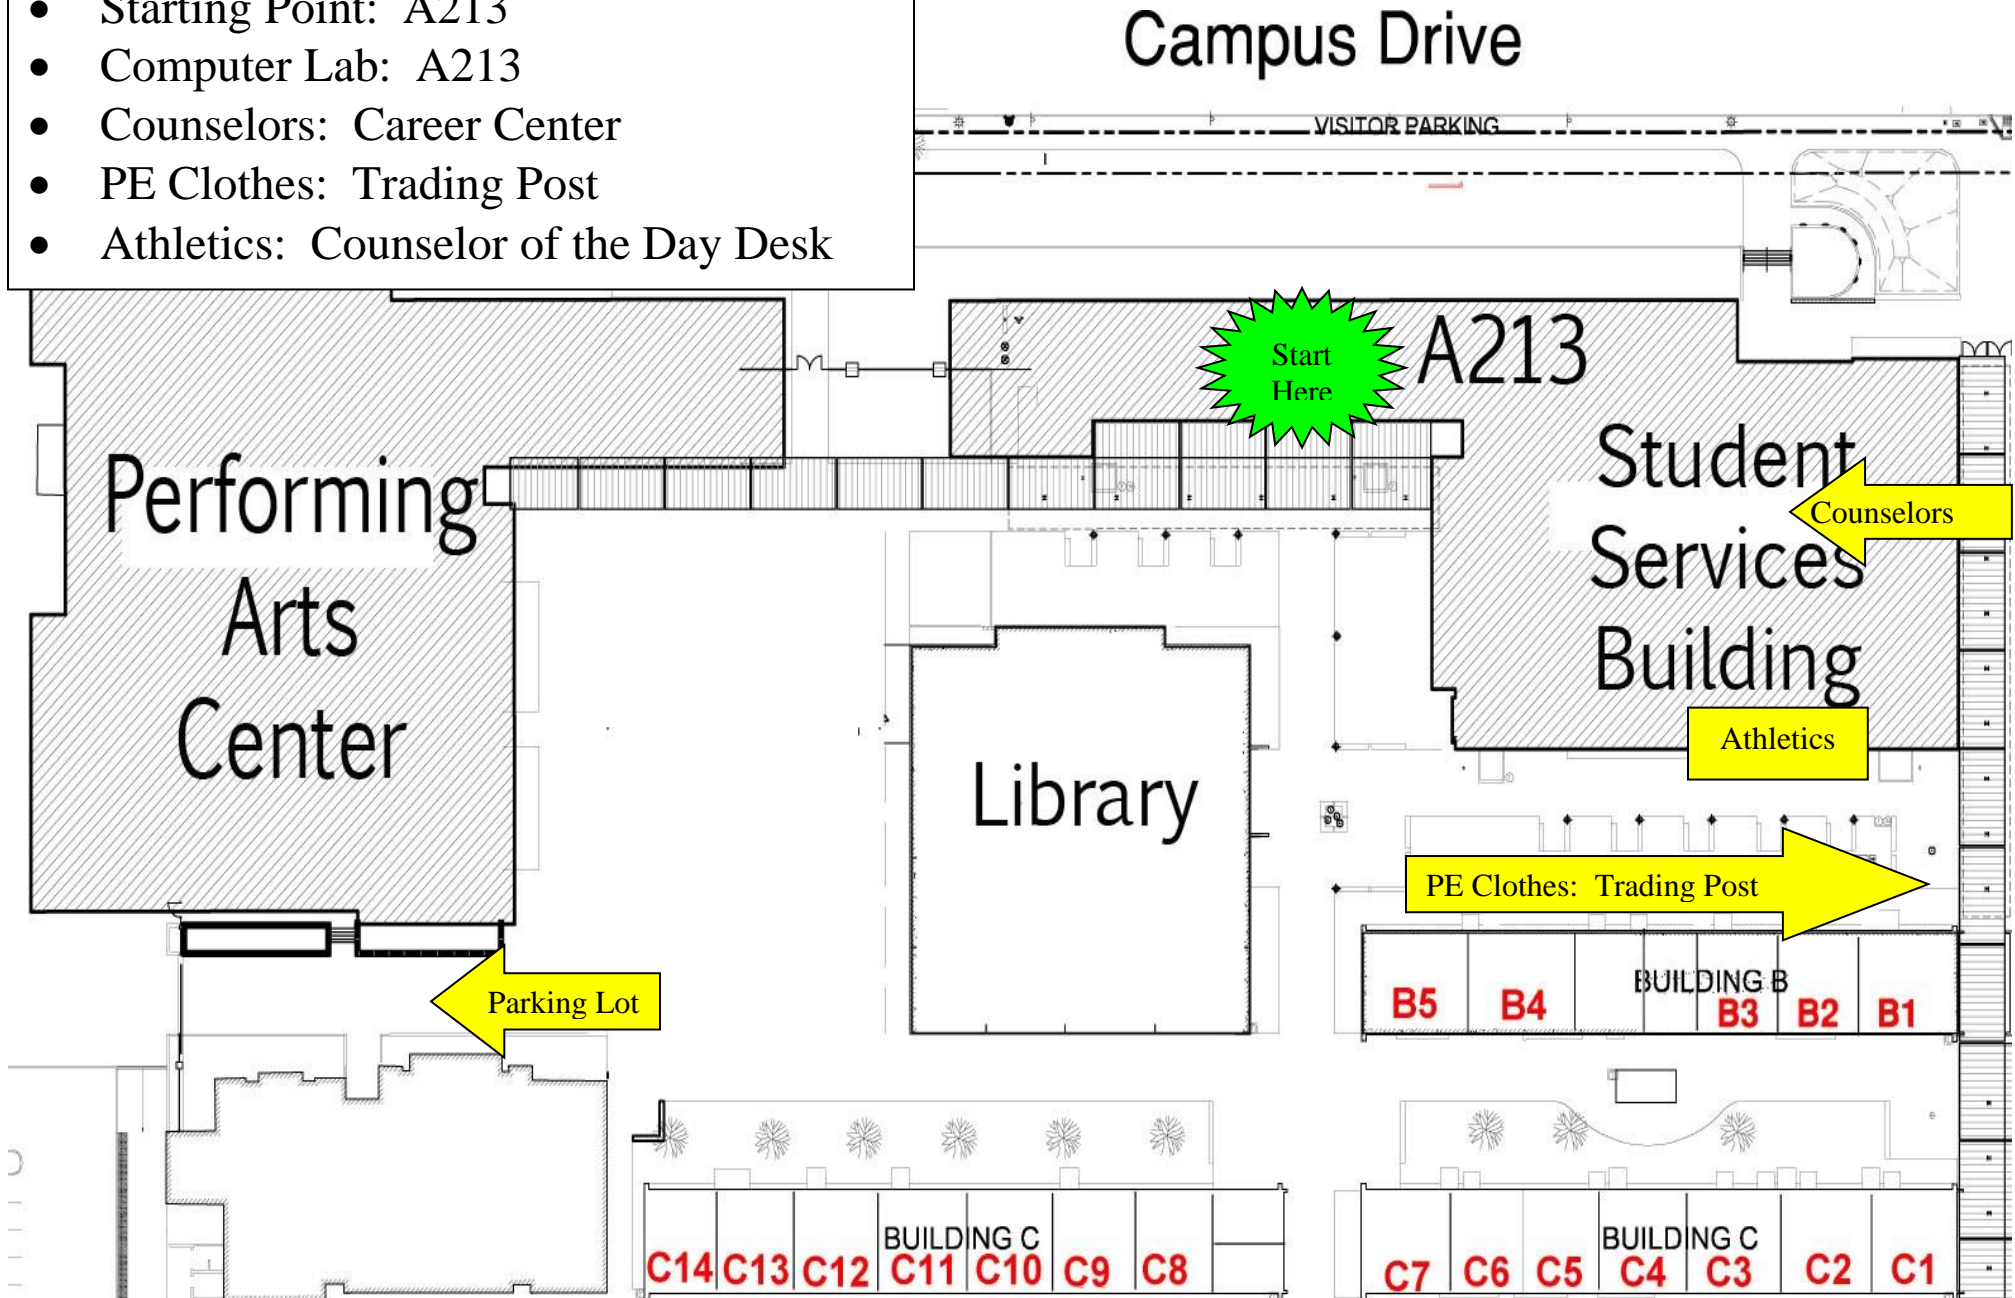 • Starting Point: A213
• Computer Lab: A213
• Counselors: Career Center
• PE Clothes: Trading Post
• Athletics: Counselor of the Day Desk
Campus Drive
VISITOR PARKING
Start
Here
A213
Performing
Arts
Center
Student
Services
Building
Counselors
Athletics
Library
PE Clothes: Trading Post
Parking Lot
BUILDING B
B5 B4 B3 B2 B1
BUILDING C
C14 C13 C12 C11 C10 C9 C8
BUILDING C
C7 C6 C5 C4 C3 C2 C1